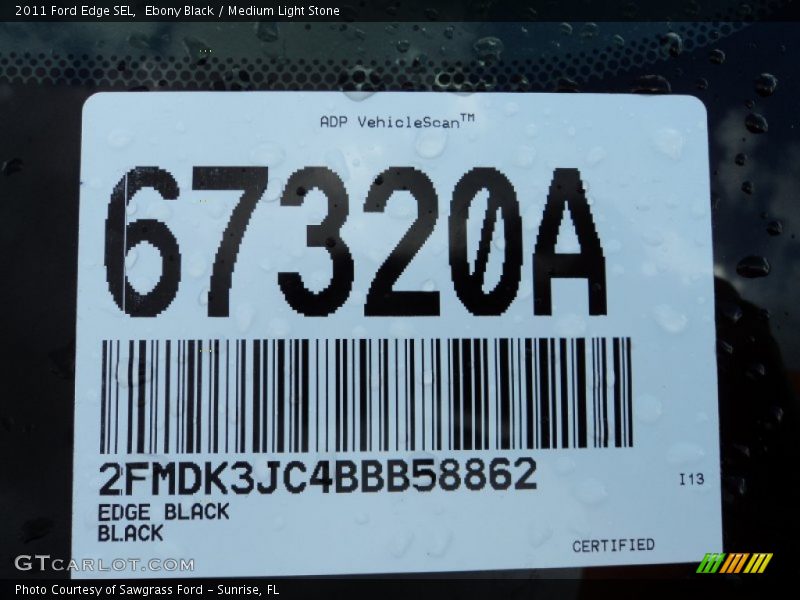 2011 Ford Edge SEL, Ebony Black / Medium Light Stone
ADP VehicleScan™
67320A
2FMDK3JC4BBB58862
I13
EDGE BLACK
BLACK
CERTIFIED
GTCARLOT.COM
Photo Courtesy of Sawgrass Ford - Sunrise, FL